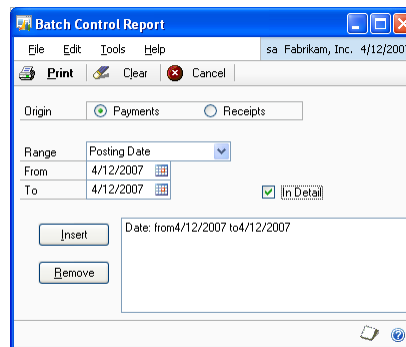 Batch Control Report
File Edit Tools Help sa Fabrikam, Inc. 4/12/2007
Print Clear Cancel
Origin Payments Receipts
Range Posting Date
From 4/12/2007
To 4/12/2007 In Detail
Insert Date: from4/12/2007 to4/12/2007
Remove